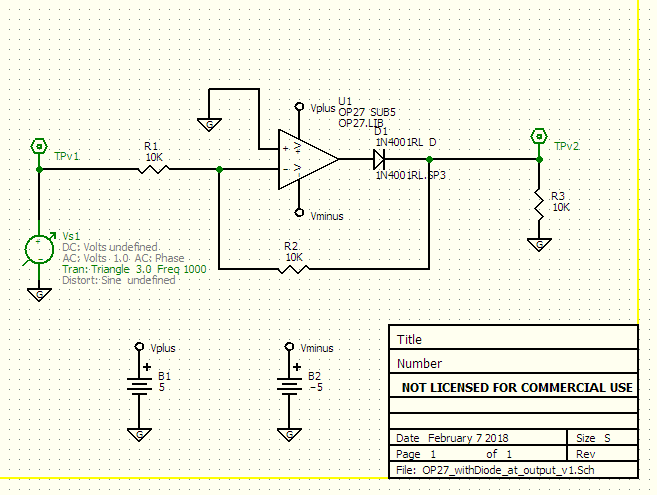 U1
Vplus OP27 SUB5
OP27.LIB
D1
1N4001RL D
1N4001RL.SP3
+ V+
- V-
Vminus
G
TPv1
R1
10K
TPv2
R3
10K
G
R2
10K
Vs1
DC: Volts undefined
AC: Volts 1.0 AC: Phase
Tran: Triangle 3.0 Freq 1000
Distort: Sine undefined
G
Vplus
+
B1
5
G
Vminus
+
B2
-5
G
Title
Number
NOT LICENSED FOR COMMERCIAL USE
Date February 7 2018 Size S
Page 1 of 1 Rev
File: OP27_withDiode_at_output_v1.Sch